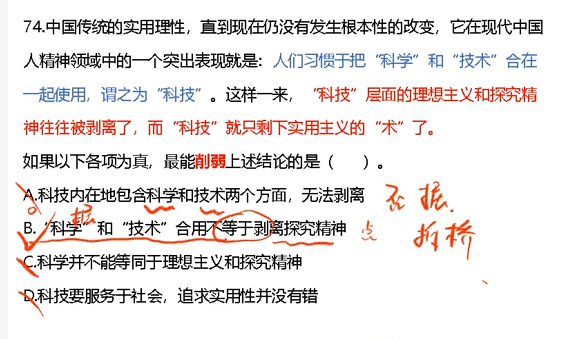 74.中国传统的实用理性，直到现在仍没有发生根本性的改变，它在现代中国
人精神领域中的一个突出表现就是：人们习惯于把“科学”和“技术”合在
一起使用，谓之为“科技”。这样一来，“科技”层面的理想主义和探究精
神往往被剥离了，而“科技”就只剩下实用主义的“术”了。
如果以下各项为真，最能削弱上述结论的是（ ）。
A.科技内在地包含科学和技术两个方面，无法剥离
否据
据
B.“科学”和“技术”合用不等于剥离探究精神
点 拆桥
C.科学并不能等同于理想主义和探究精神
D.科技要服务于社会，追求实用性并没有错